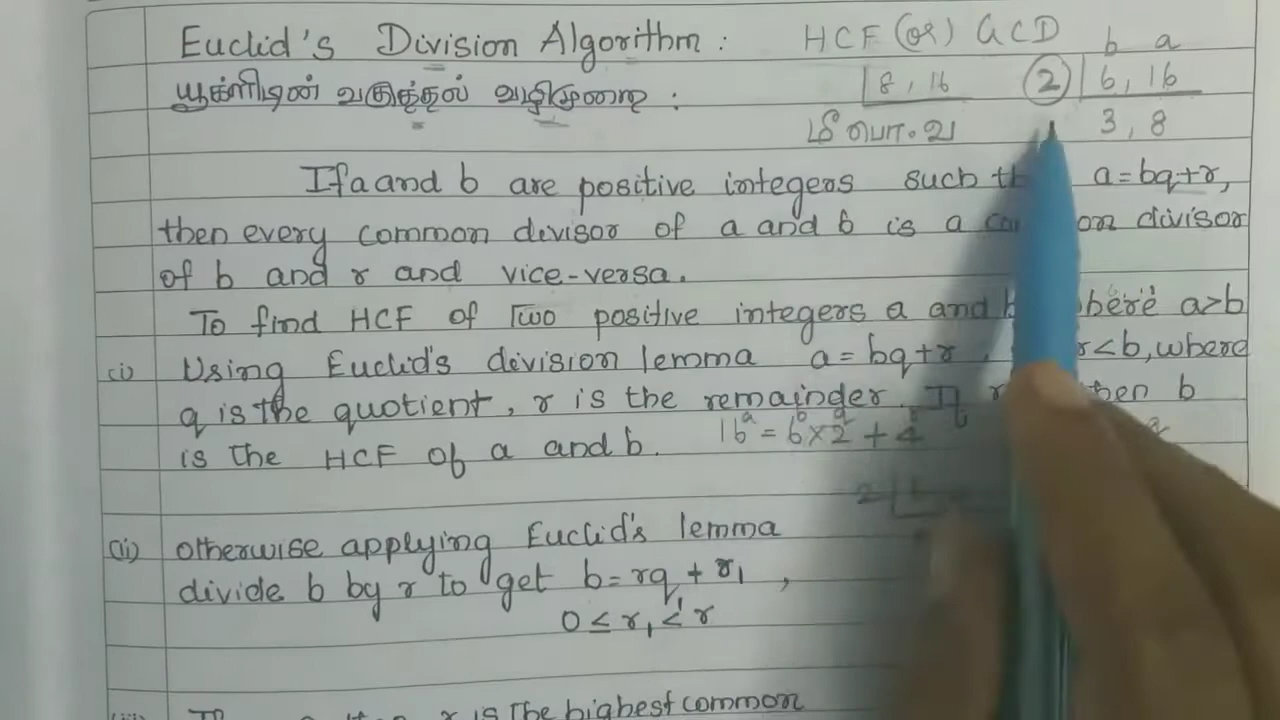 Euclid's Division Algorithm : HCF (or) GCD b a
யூக்ளிடின் வகுத்தல் வழிமுறை : 8 , 16 2 6 , 16
மீ பொ. வ 3 , 8
If a and b are positive integers such a = bq+r,
then every common devisor of a and b is a divisor
of b and r and vice-versa.
To find HCF of Two positive integers a and a>b
(i) Using Euclid's devision lemma a = bq+r , r<b, where
q is the quotient, r is the remainder. If then b
is the HCF of a and b. 16 = 6 × 2 + 4
(ii) otherwise applying Euclid's lemma
divide b by r to get b = rq₁ + r₁ ,
0 ≤ r₁ < r
r is the highest common